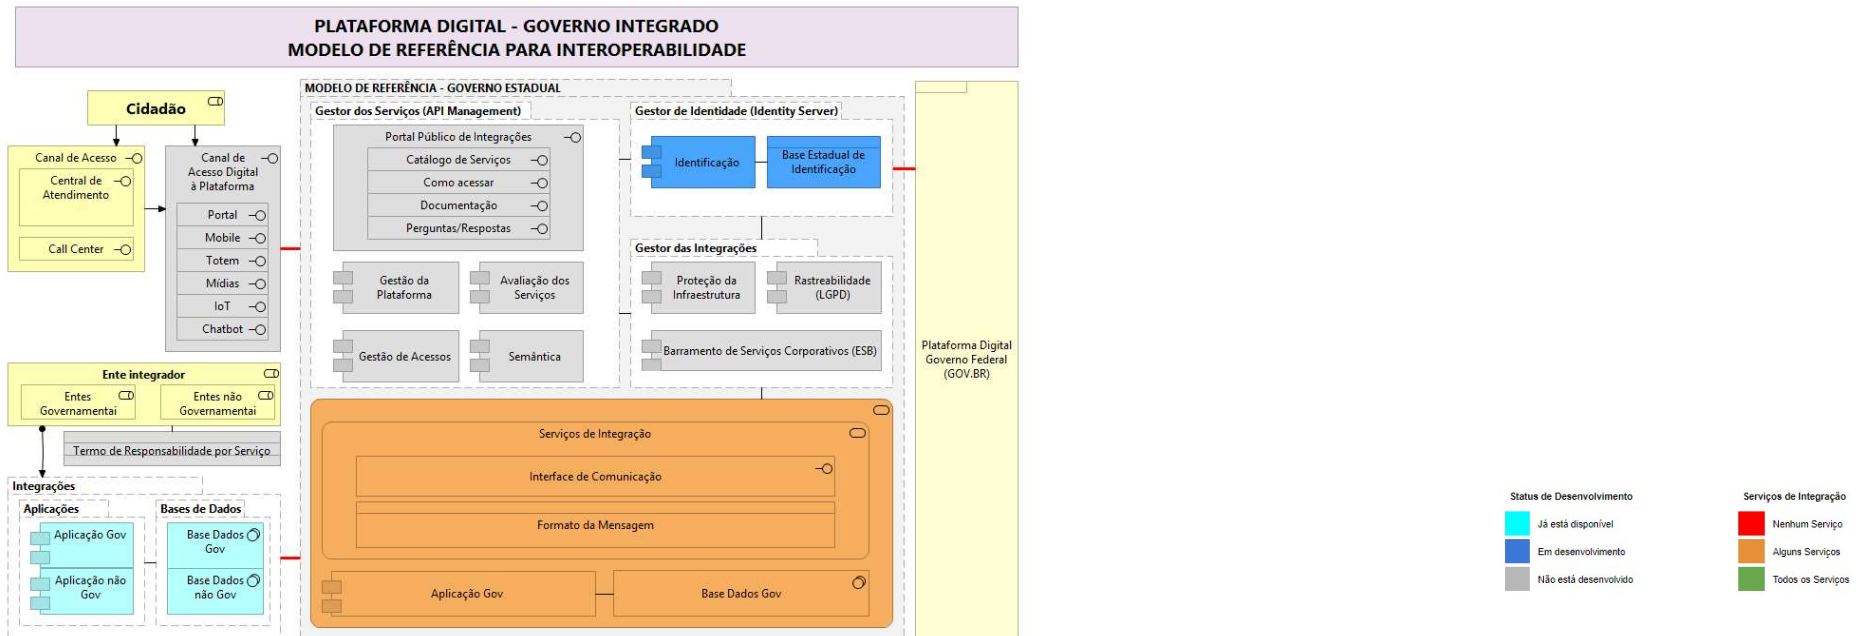 PLATAFORMA DIGITAL - GOVERNO INTEGRADO
MODELO DE REFERÊNCIA PARA INTEROPERABILIDADE
Cidadão
Canal de Acesso
Central de
Atendimento
Call Center
Canal de
Acesso Digital
à Plataforma
Portal
Mobile
Totem
Mídias
IoT
Chatbot
Ente integrador
Entes
Governamentai
Entes não
Governamentai
Termo de Responsabilidade por Serviço
Integrações
Aplicações
Aplicação Gov
Aplicação não
Gov
Bases de Dados
Base Dados
Gov
Base Dados
não Gov
MODELO DE REFERÊNCIA - GOVERNO ESTADUAL
Gestor dos Serviços (API Management)
Portal Público de Integrações
Catálogo de Serviços
Como acessar
Documentação
Perguntas/Respostas
Gestão da
Plataforma
Avaliação dos
Serviços
Gestão de Acessos
Semântica
Gestor de Identidade (Identity Server)
Identificação
Base Estadual de
Identificação
Gestor das Integrações
Proteção da
Infraestrutura
Rastreabilidade
(LGPD)
Barramento de Serviços Corporativos (ESB)
Serviços de Integração
Interface de Comunicação
Formato da Mensagem
Aplicação Gov
Base Dados Gov
Plataforma Digital
Governo Federal
(GOV.BR)
Status de Desenvolvimento
Já está disponível
Em desenvolvimento
Não está desenvolvido
Serviços de Integração
Nenhum Serviço
Alguns Serviços
Todos os Serviços